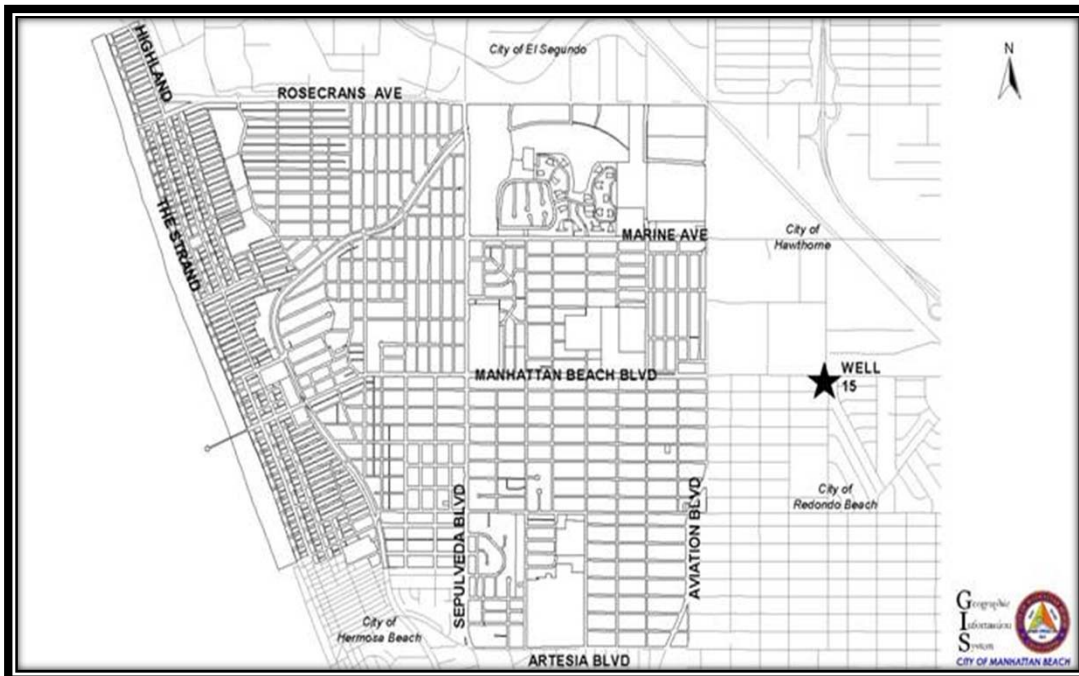 City of El Segundo
N
HIGHLAND
ROSECRANS AVE
THE STRAND
MARINE AVE
City of
Hawthorne
MANHATTAN BEACH BLVD
WELL
15
SEPULVEDA BLVD
AVIATION BLVD
City of
Redondo Beach
City of
Hermosa Beach
ARTESIA BLVD
Geographic
Information
System
CITY OF MANHATTAN BEACH